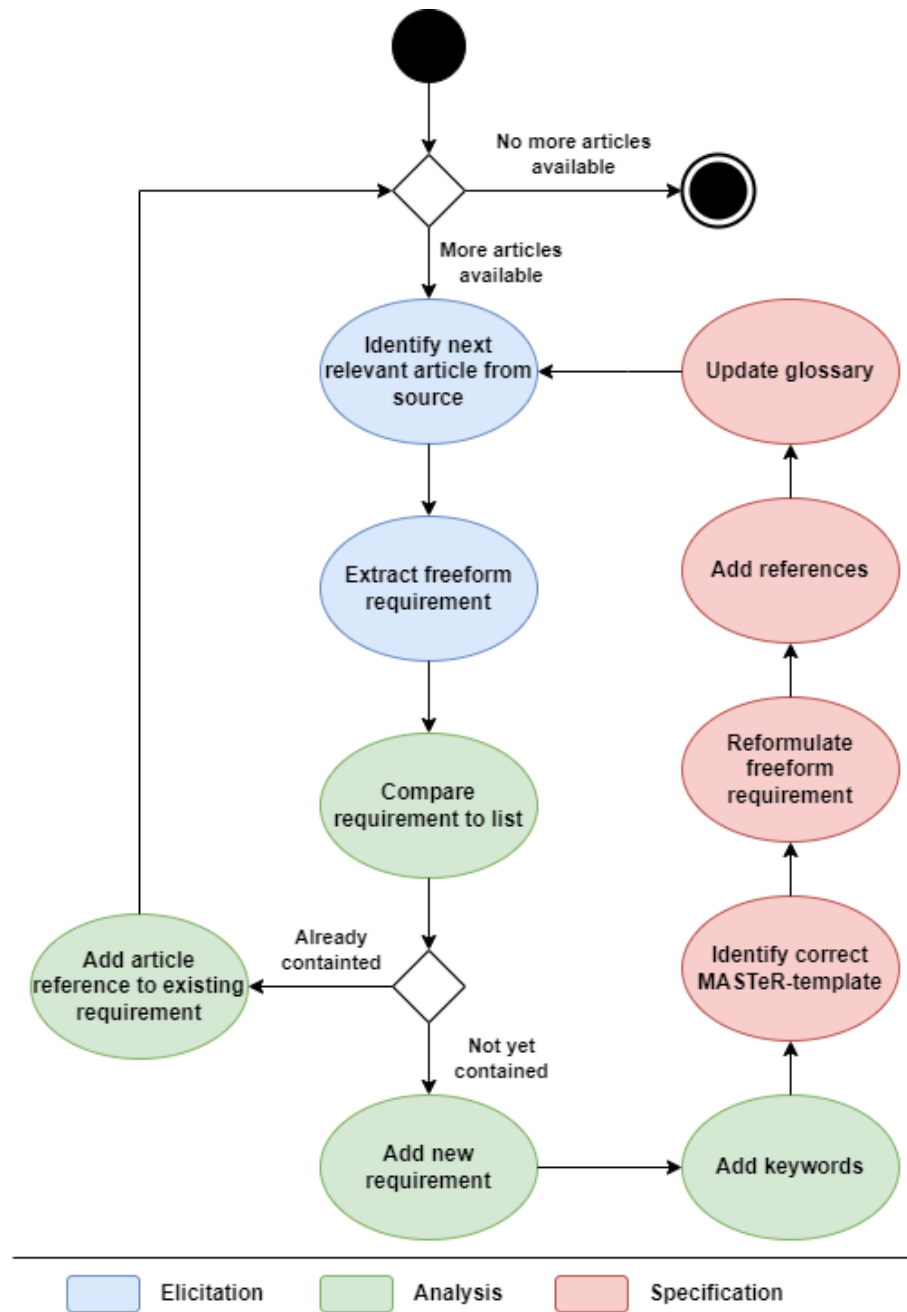 No more articles
available
More articles
available
Identify next
relevant article from
source
Update glossary
Extract freeform
requirement
Add references
Compare
requirement to list
Reformulate
freeform
requirement
Already
containted
Add article
reference to existing
requirement
Identify correct
MASTeR-template
Not yet
contained
Add new
requirement
Add keywords
Elicitation
Analysis
Specification